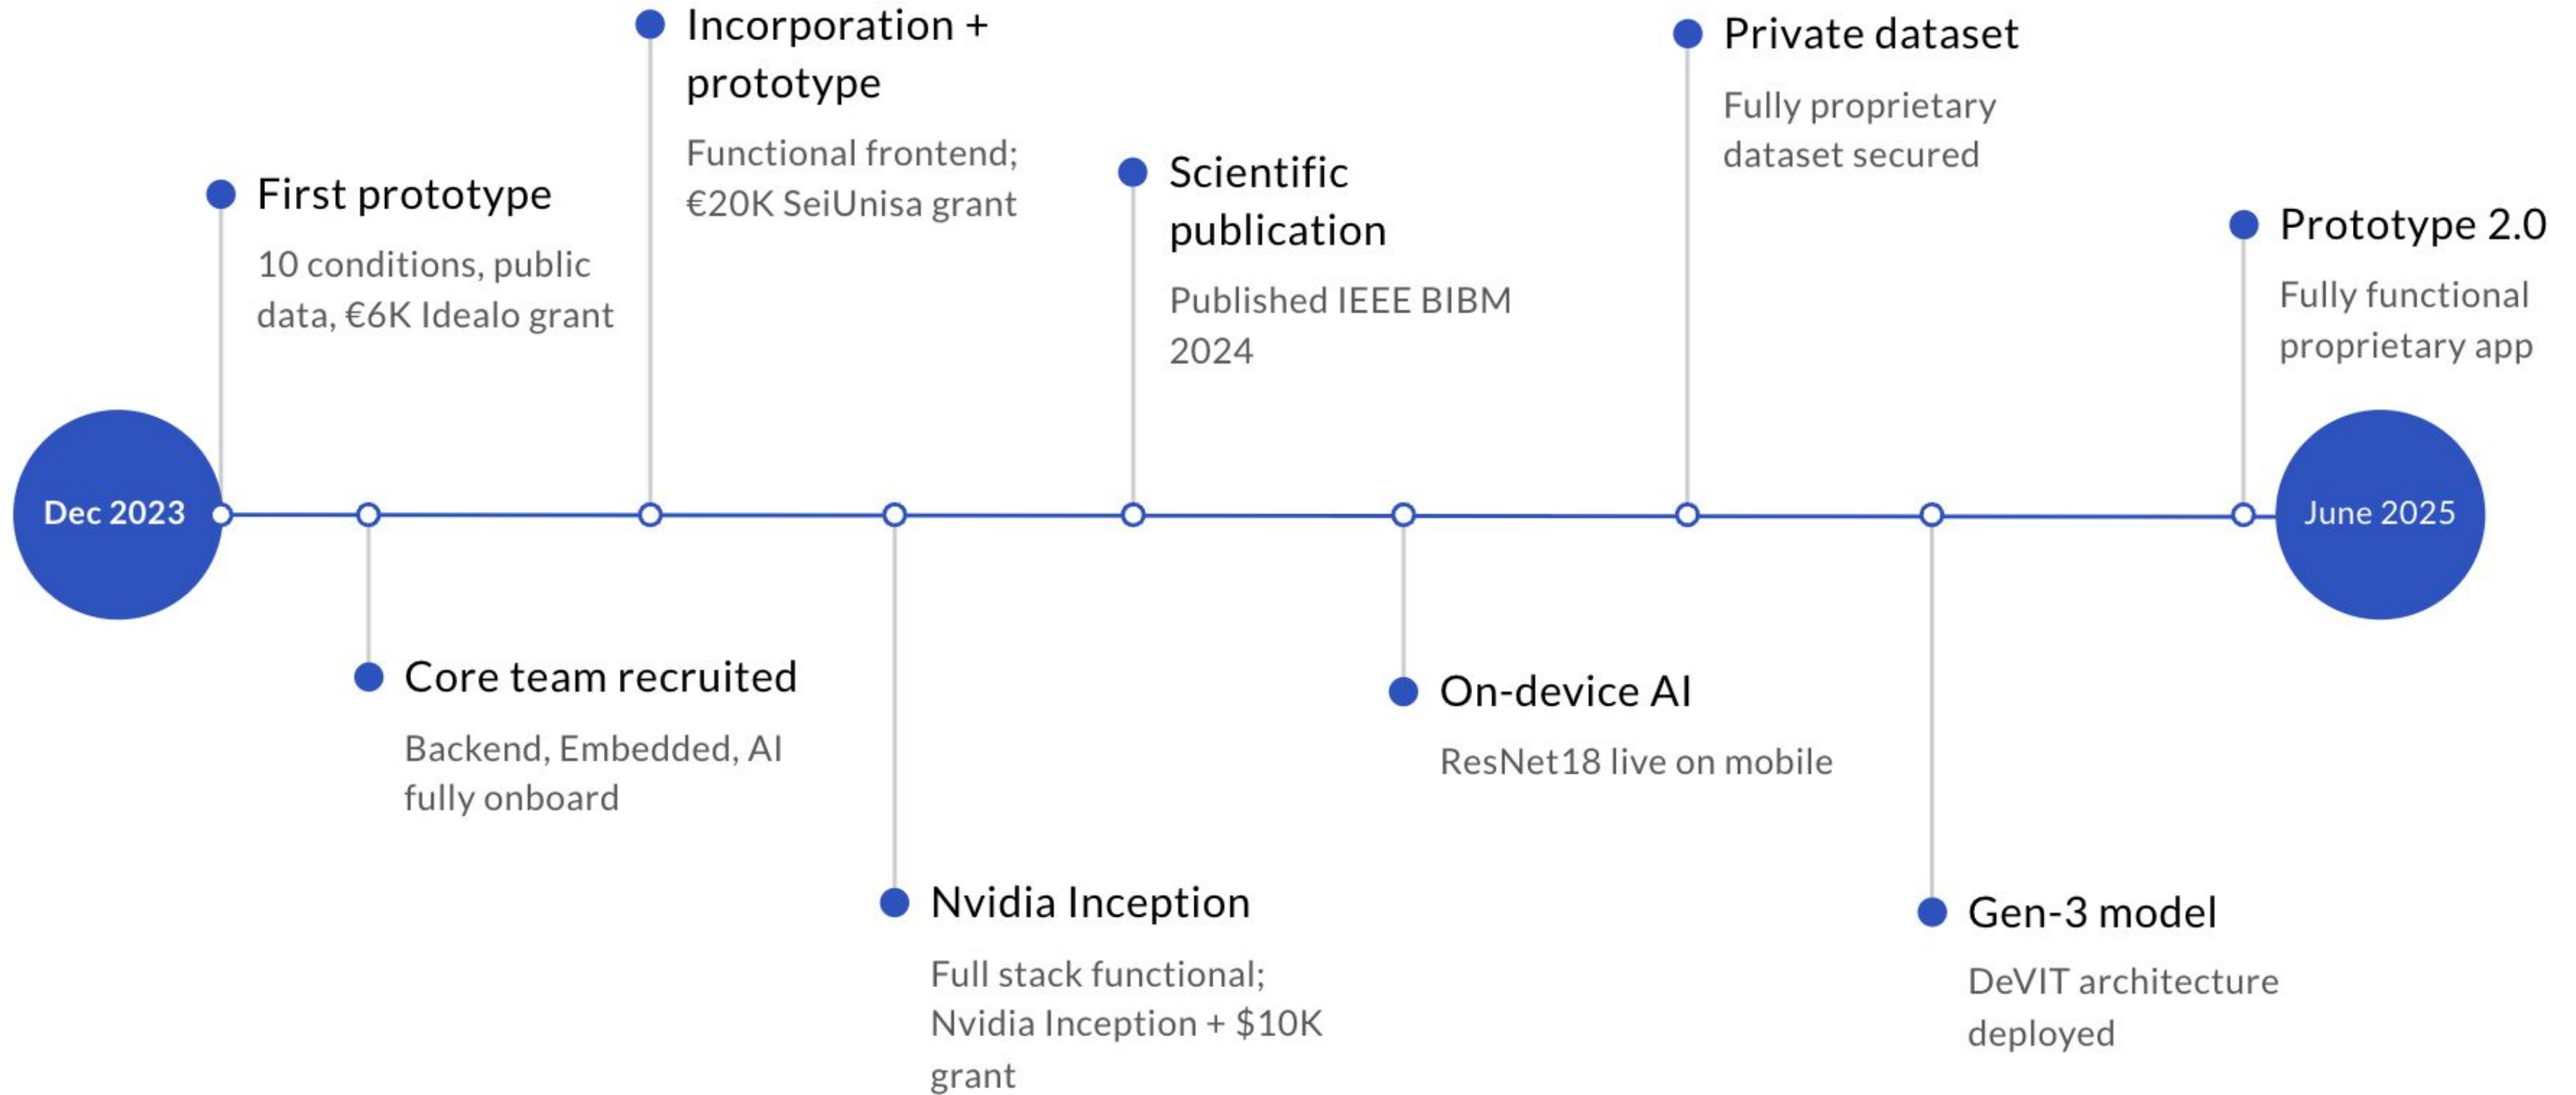 Incorporation +
prototype
Functional frontend;
€20K SeiUnisa grant
Private dataset
Fully proprietary
dataset secured
First prototype
10 conditions, public
data, €6K Idealo grant
Scientific
publication
Published IEEE BIBM
2024
Prototype 2.0
Fully functional
proprietary app
Dec 2023
June 2025
Core team recruited
Backend, Embedded, AI
fully onboard
On-device AI
ResNet18 live on mobile
Nvidia Inception
Full stack functional;
Nvidia Inception + $10K
grant
Gen-3 model
DeVIT architecture
deployed